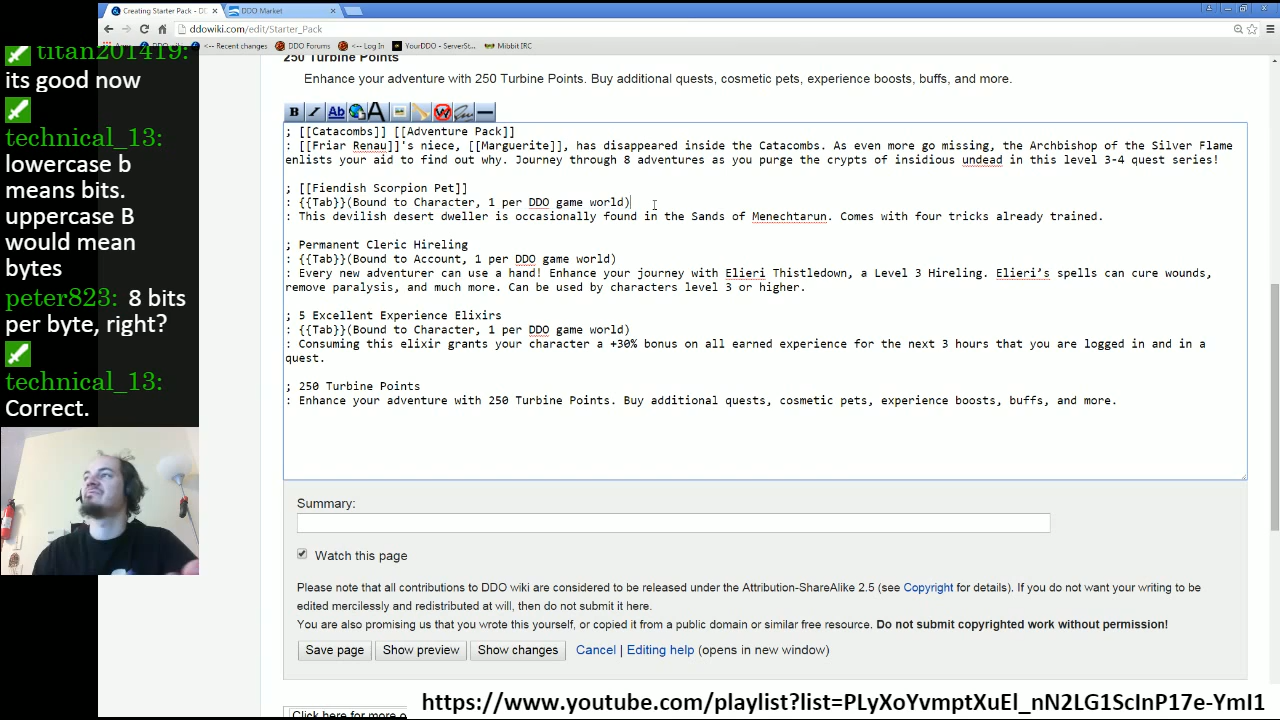 Creating Starter Pack - DD
DDO Market
ddowiki.com/edit/Starter_Pack
<-- Recent changes
DDO Forums
<-- Log In
YourDDO - ServerSt...
Mibbit IRC
titan201419:
its good now
technical_13:
lowercase b
means bits.
uppercase B
would mean
bytes
peter823: 8 bits
per byte, right?
technical_13:
Correct.
250 Turbine Points
Enhance your adventure with 250 Turbine Points. Buy additional quests, cosmetic pets, experience boosts, buffs, and more.
B I Ab A W
; [[Catacombs]] [[Adventure Pack]]
: [[Friar Renau]]'s niece, [[Marguerite]], has disappeared inside the Catacombs. As even more go missing, the Archbishop of the Silver Flame
enlists your aid to find out why. Journey through 8 adventures as you purge the crypts of insidious undead in this level 3-4 quest series!
; [[Fiendish Scorpion Pet]]
: {{Tab}}(Bound to Character, 1 per DDO game world)
: This devilish desert dweller is occasionally found in the Sands of Menechtarun. Comes with four tricks already trained.
; Permanent Cleric Hireling
: {{Tab}}(Bound to Account, 1 per DDO game world)
: Every new adventurer can use a hand! Enhance your journey with Elieri Thistledown, a Level 3 Hireling. Elieri’s spells can cure wounds,
remove paralysis, and much more. Can be used by characters level 3 or higher.
; 5 Excellent Experience Elixirs
: {{Tab}}(Bound to Character, 1 per DDO game world)
: Consuming this elixir grants your character a +30% bonus on all earned experience for the next 3 hours that you are logged in and in a
quest.
; 250 Turbine Points
: Enhance your adventure with 250 Turbine Points. Buy additional quests, cosmetic pets, experience boosts, buffs, and more.
Summary:
Watch this page
Please note that all contributions to DDO wiki are considered to be released under the Attribution-ShareAlike 2.5 (see Copyright for details). If you do not want your writing to be
edited mercilessly and redistributed at will, then do not submit it here.
You are also promising us that you wrote this yourself, or copied it from a public domain or similar free resource. Do not submit copyrighted work without permission!
Save page
Show preview
Show changes
Cancel | Editing help (opens in new window)
Click here for more
https://www.youtube.com/playlist?list=PLyXoYvmptXuEl_nN2LG1ScInP17e-YmI1